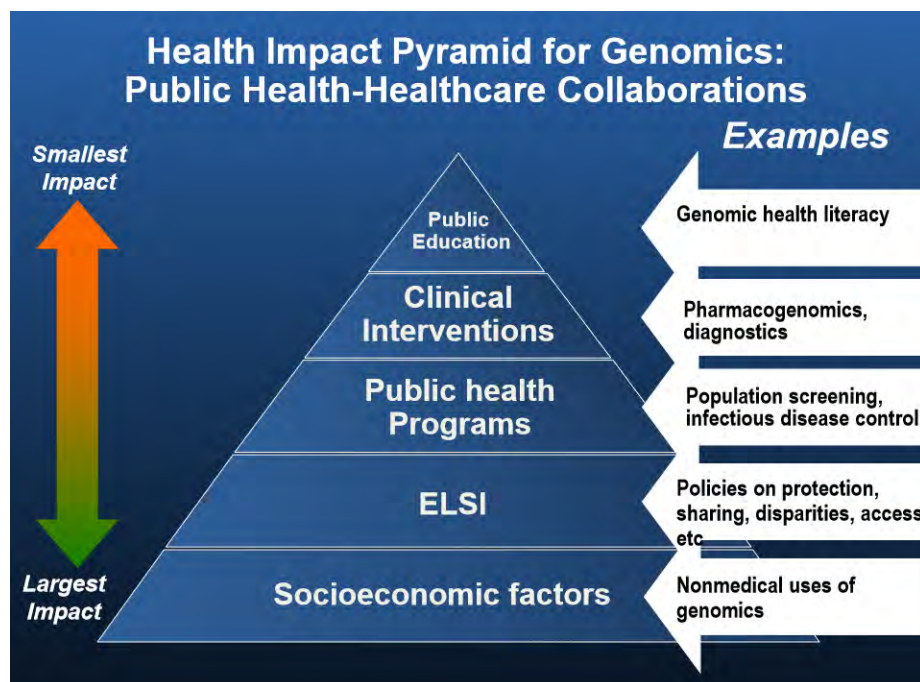 Health Impact Pyramid for Genomics:
Public Health-Healthcare Collaborations
Examples
Smallest
Impact
Public
Education
Genomic health literacy
Clinical
Interventions
Pharmacogenomics,
diagnostics
Public health
Programs
Population screening,
infectious disease control
ELSI
Policies on protection,
sharing, disparities, access
etc
Largest
Impact
Socioeconomic factors
Nonmedical uses of
genomics